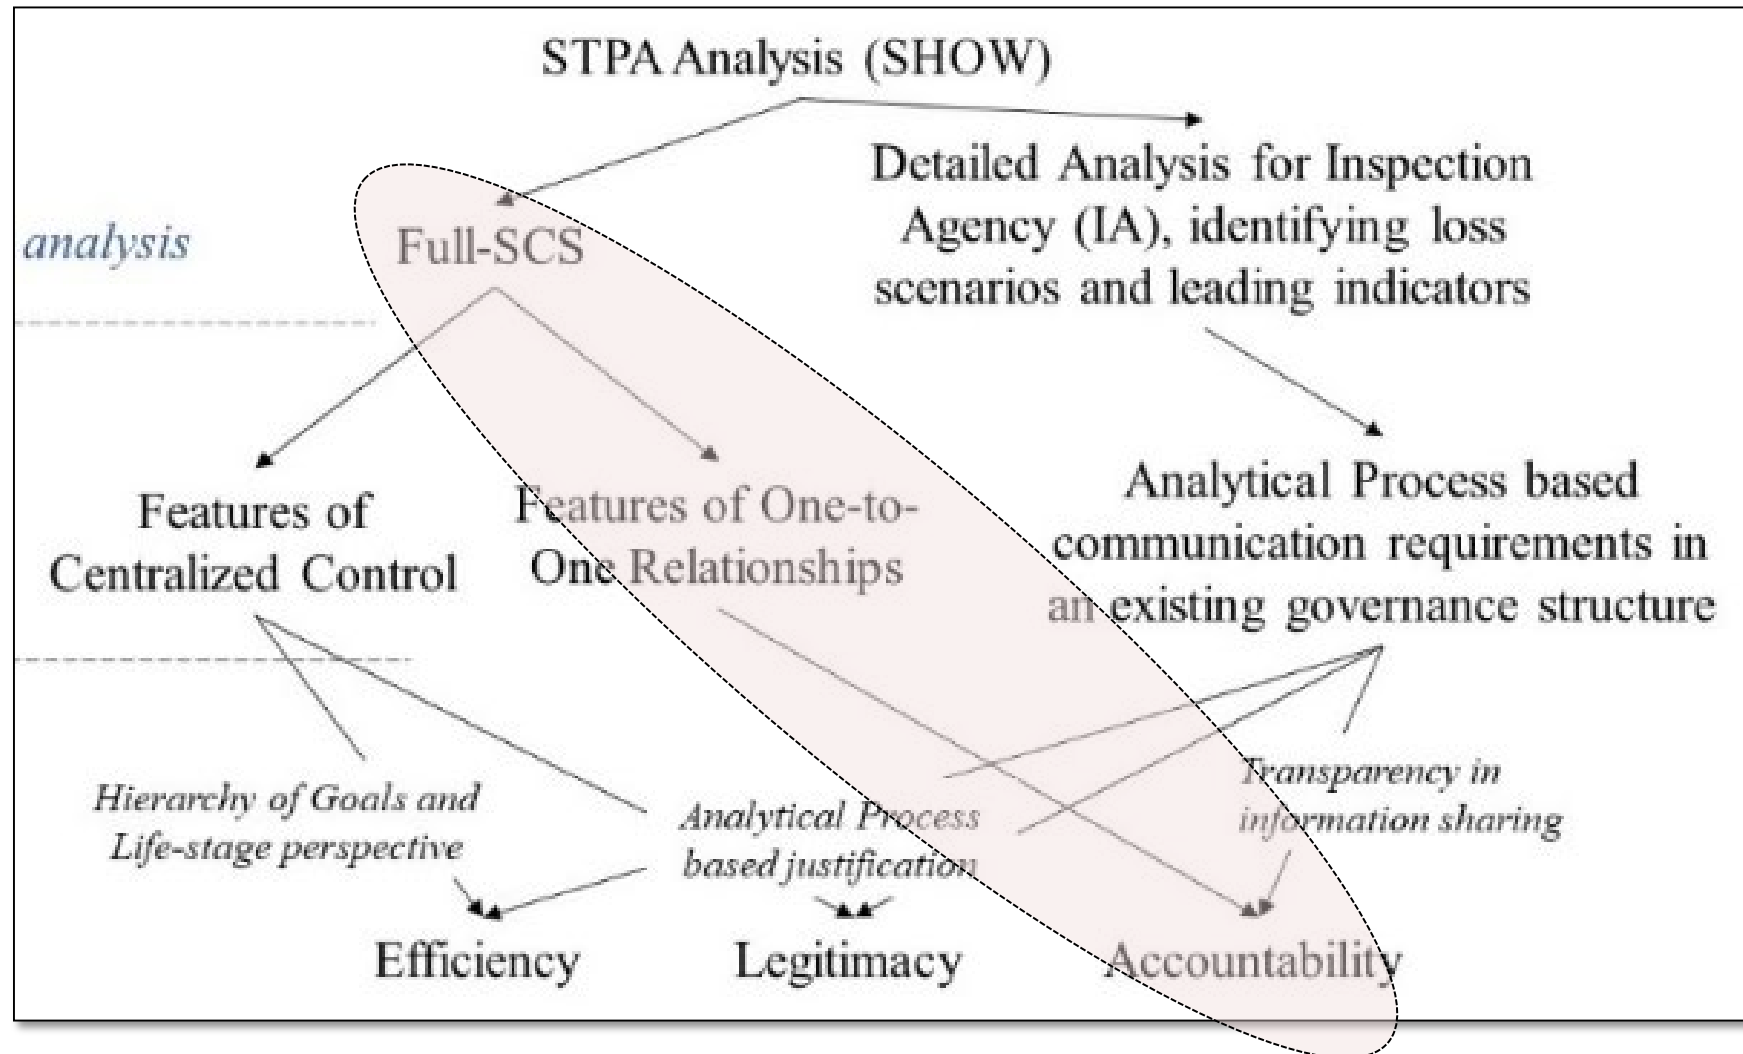 STPA Analysis (SHOW)
Detailed Analysis for Inspection
Agency (IA), identifying loss
scenarios and leading indicators
analysis
Full-SCS
Features of
Centralized Control
Features of One-to-
One Relationships
Analytical Process based
communication requirements in
an existing governance structure
Hierarchy of Goals and
Life-stage perspective
Analytical Process
based justification
Transparency in
information sharing
Efficiency
Legitimacy
Accountability